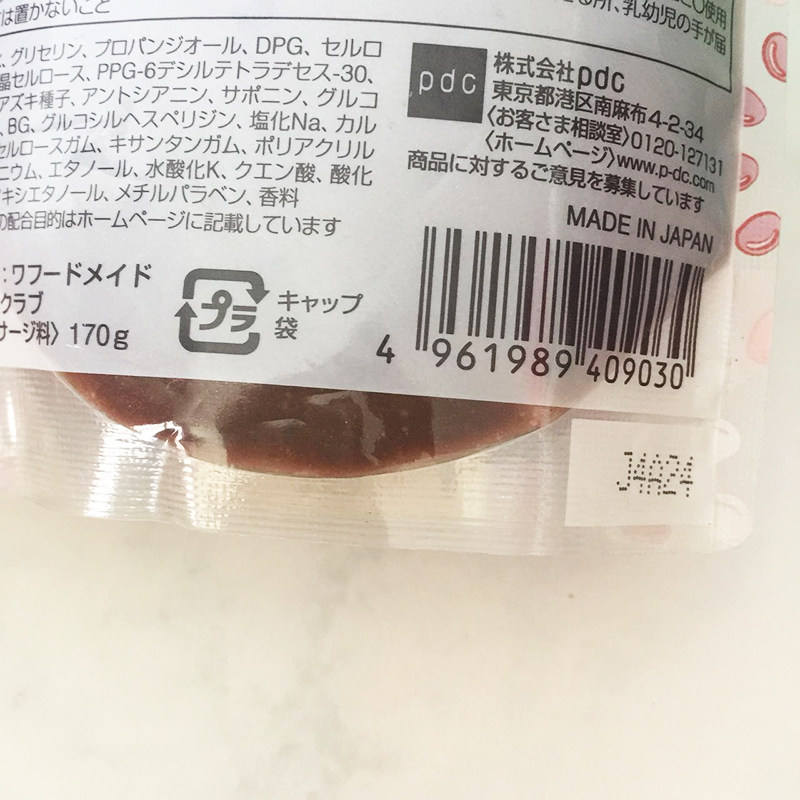 は置かないこと
使用
る所、乳幼児の手が届
、グリセリン、プロパンジオール、DPG、セルロ
晶セルロース、PPG-6デシルテトラデセス-30、
アズキ種子、アントシアニン、サポニン、グルコ
、BG、グルコシルヘスペリジン、塩化Na、カル
セルロースガム、キサンタンガム、ポリアクリル
ニウム、エタノール、水酸化K、クエン酸、酸化
キシエタノール、メチルパラベン、香料
の配合目的はホームページに記載しています
pdc
株式会社pdc
東京都港区南麻布4-2-34
〈お客さま相談室〉0120-127131
〈ホームページ〉www.p-dc.com
商品に対するご意見を募集しています
MADE IN JAPAN
:ワフードメイド
クラブ
サージ料〉 170g
プラ
キャップ
袋
4 961989 409030
J4A24